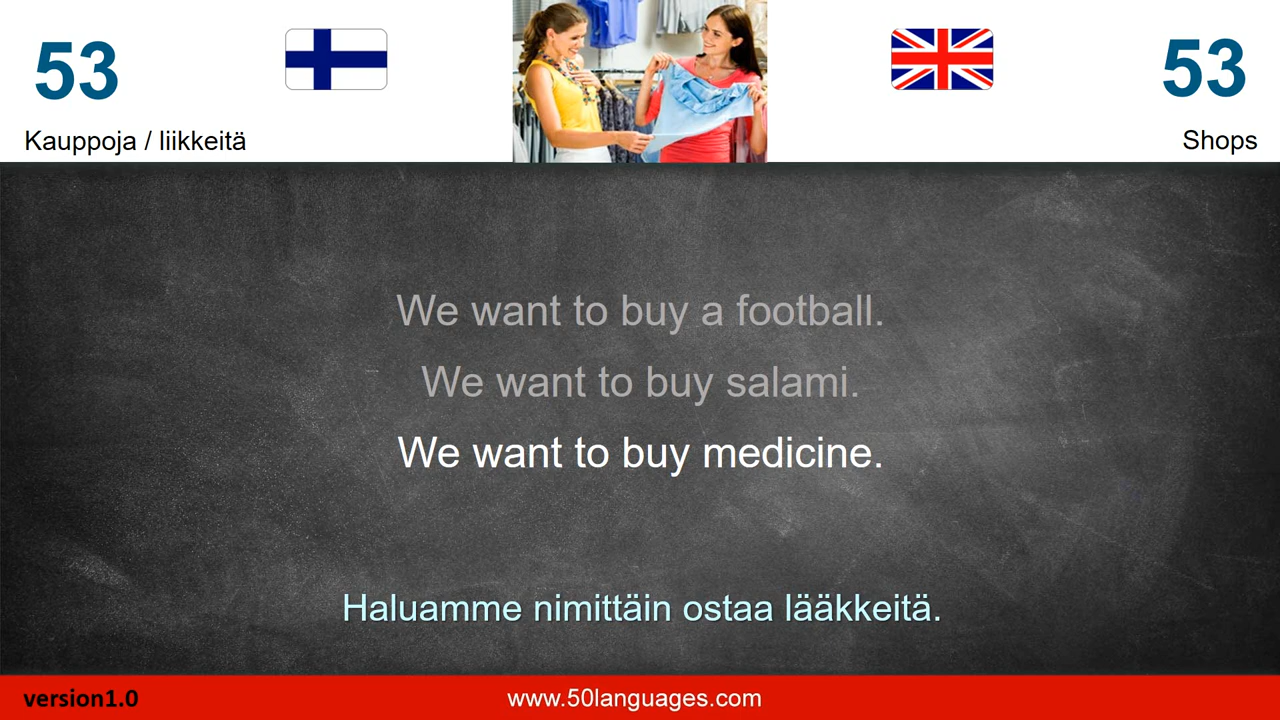 53
53
Kauppoja / liikkeitä
Shops
We want to buy a football.
We want to buy salami.
We want to buy medicine.
Haluamme nimittäin ostaa lääkkeitä.
version1.0
www.50languages.com